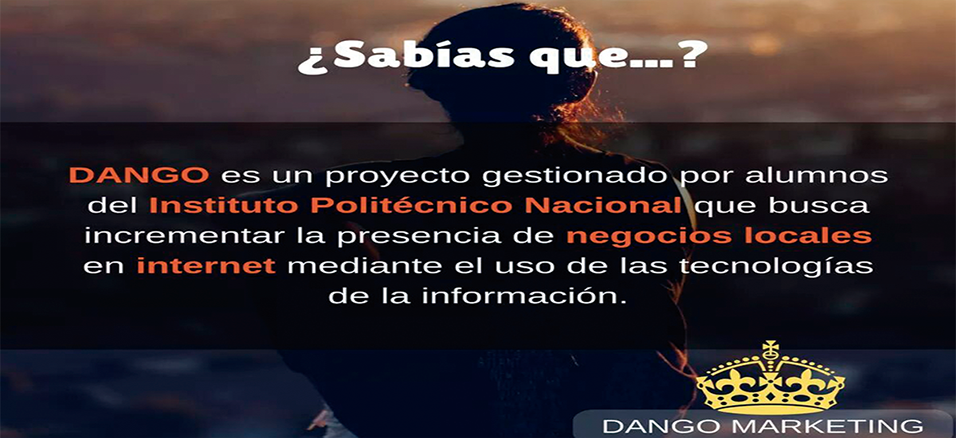 ¿Sabías que...?
DANGO es un proyecto gestionado por alumnos
del Instituto Politécnico Nacional que busca
incrementar la presencia de negocios locales
en internet mediante el uso de las tecnologías
de la información.
DANGO MARKETING